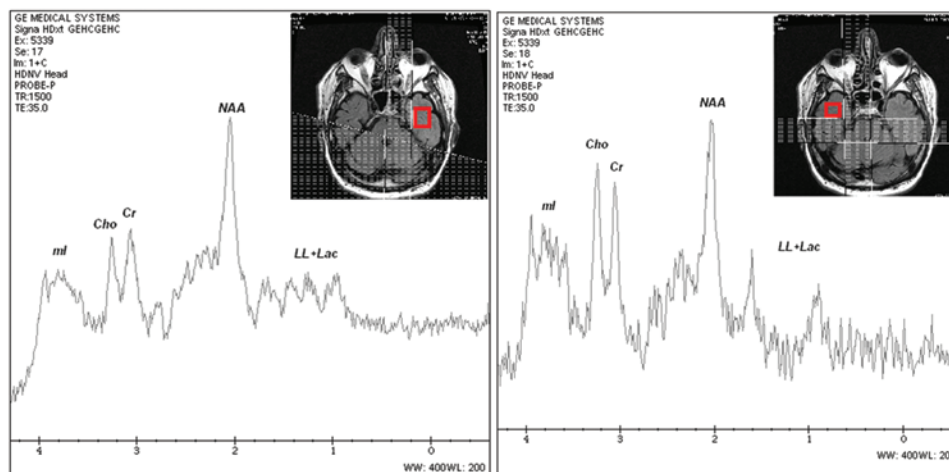 GE MEDICAL SYSTEMS
Signa HDxt GEHCGEHC
Ex: 5339
Se: 17
Im: 1+C
HDNV Head
PROBE-P
TR:1500
TE:35.0
NAA
Cho
Cr
mI
LL+Lac
4 3 2 1 0
WW: 400WL: 200
GE MEDICAL SYSTEMS
Signa HDxt GEHCGEHC
Ex: 5339
Se: 18
Im: 1+C
HDNV Head
PROBE-P
TR:1500
TE:35.0
NAA
Cho
Cr
mI
LL+Lac
4 3 2 1 0
WW: 400WL: 20